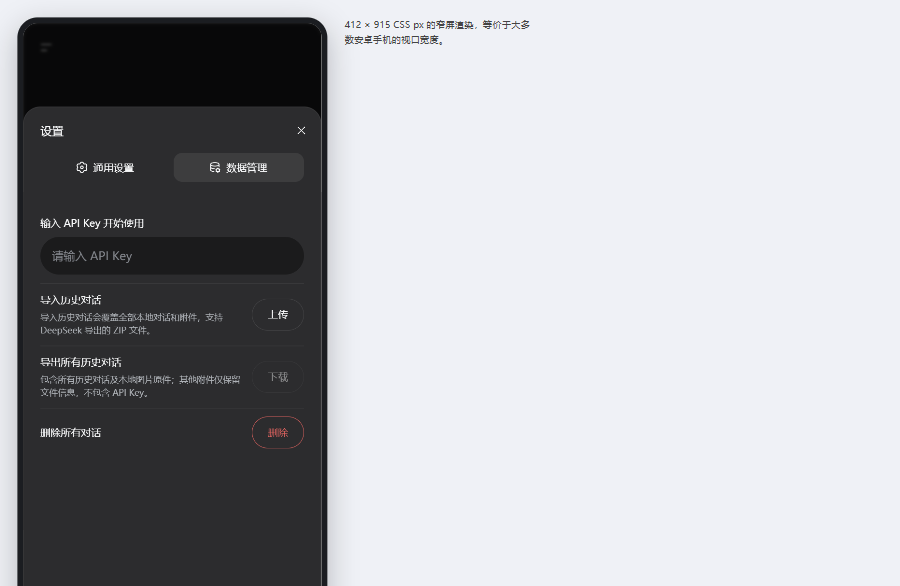 412 × 915 CSS px 的窄屏渲染，等价于大多
数安卓手机的视口宽度。
设置
通用设置
数据管理
输入 API Key 开始使用
请输入 API Key
导入历史对话
导入历史对话会覆盖全部本地对话和附件，支持
DeepSeek 导出的 ZIP 文件。
上传
导出所有历史对话
包含所有历史对话及本地图片原件；其他附件仅保留
文件信息，不包含 API Key。
下载
删除所有对话
删除